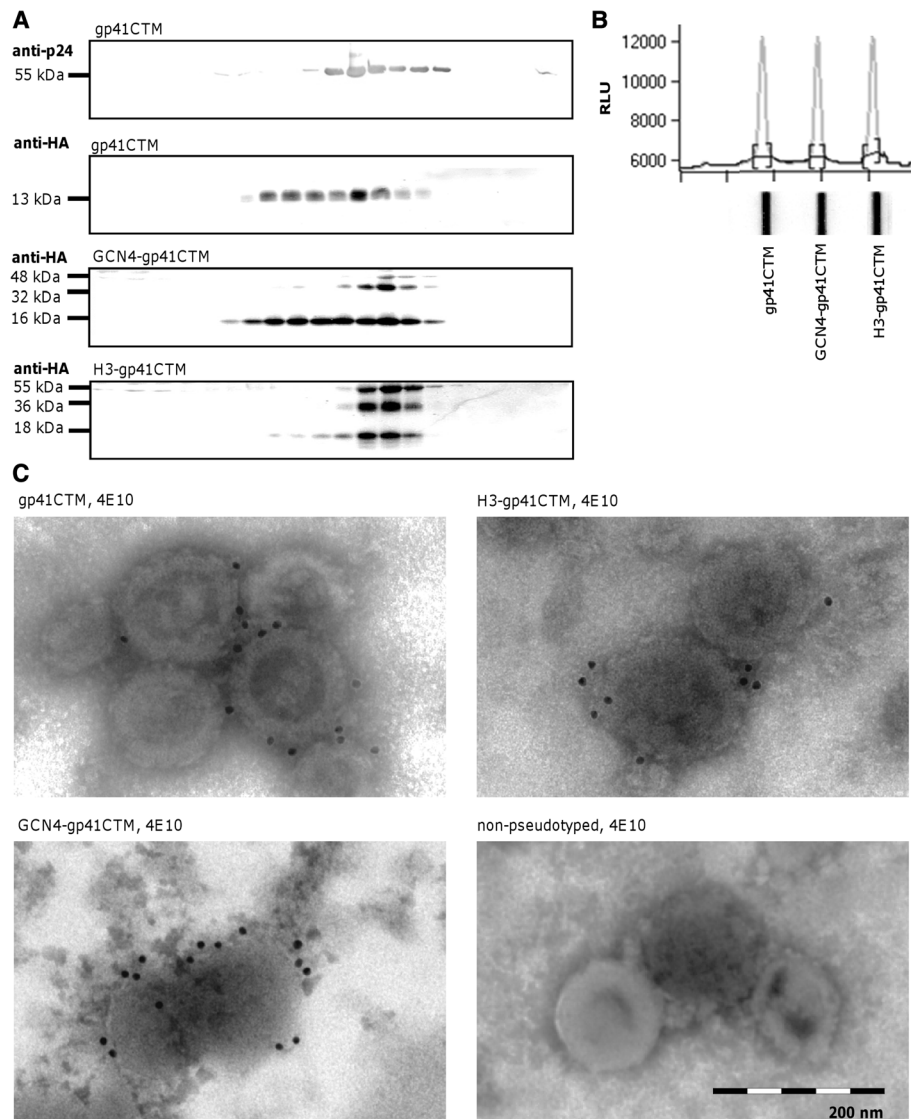 A
gp41CTM
anti-p24
55 kDa
anti-HA
gp41CTM
13 kDa
anti-HA
GCN4-gp41CTM
48 kDa
32 kDa
16 kDa
anti-HA
H3-gp41CTM
55 kDa
36 kDa
18 kDa
B
12000
10000
8000
6000
RLU
gp41CTM
GCN4-gp41CTM
H3-gp41CTM
C
gp41CTM, 4E10
H3-gp41CTM, 4E10
GCN4-gp41CTM, 4E10
non-pseudotyped, 4E10
200 nm